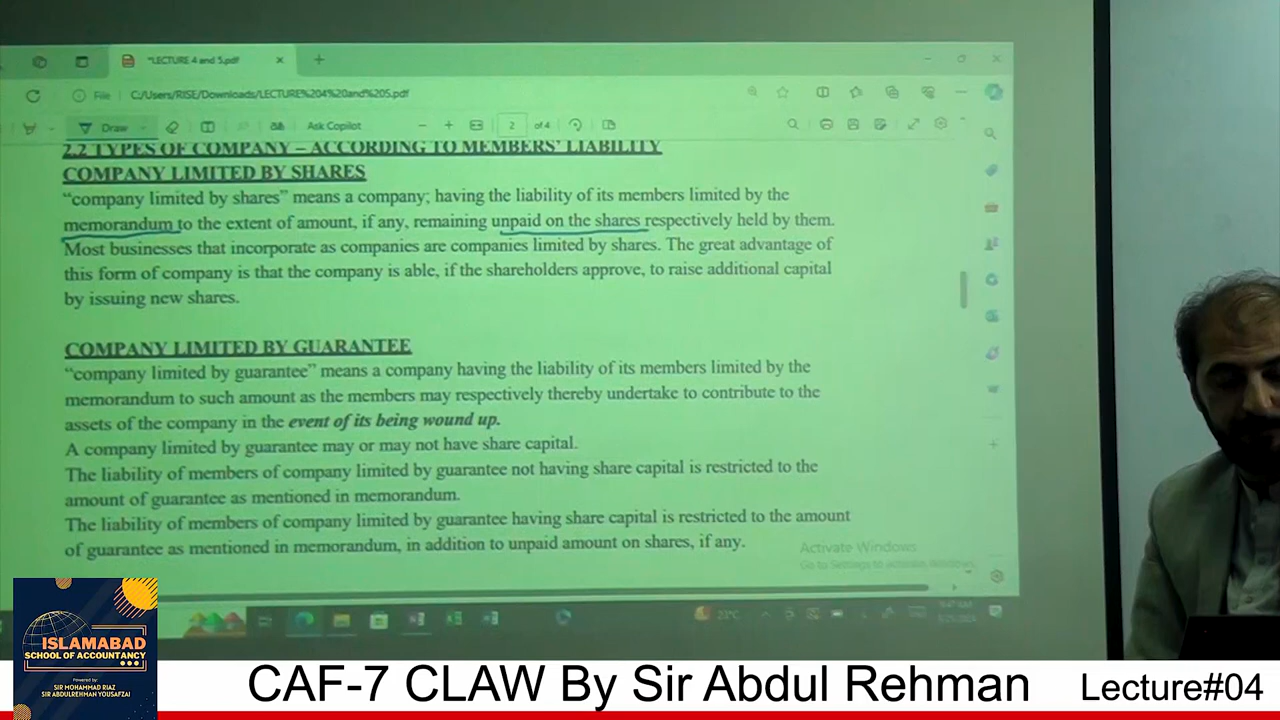 *LECTURE 4 and 5.pdf
File
C:/Users/RISE/Downloads/LECTURE%204%20and%205.pdf
Draw
Ask Copilot
2
of 4
2.2 TYPES OF COMPANY – ACCORDING TO MEMBERS' LIABILITY
COMPANY LIMITED BY SHARES
“company limited by shares” means a company; having the liability of its members limited by the
memorandum to the extent of amount, if any, remaining unpaid on the shares respectively held by them.
Most businesses that incorporate as companies are companies limited by shares. The great advantage of
this form of company is that the company is able, if the shareholders approve, to raise additional capital
by issuing new shares.
COMPANY LIMITED BY GUARANTEE
“company limited by guarantee” means a company having the liability of its members limited by the
memorandum to such amount as the members may respectively thereby undertake to contribute to the
assets of the company in the event of its being wound up.
A company limited by guarantee may or may not have share capital.
The liability of members of company limited by guarantee not having share capital is restricted to the
amount of guarantee as mentioned in memorandum.
The liability of members of company limited by guarantee having share capital is restricted to the amount
of guarantee as mentioned in memorandum, in addition to unpaid amount on shares, if any.
Activate Windows
Go to Settings to activate Windows.
ISLAMABAD
SCHOOL OF ACCOUNTANCY
Powered by:
SIR MOHAMMAD RIAZ
SIR ABDULREHMAN YOUSAFZAI
CAF-7 CLAW By Sir Abdul Rehman
Lecture#04